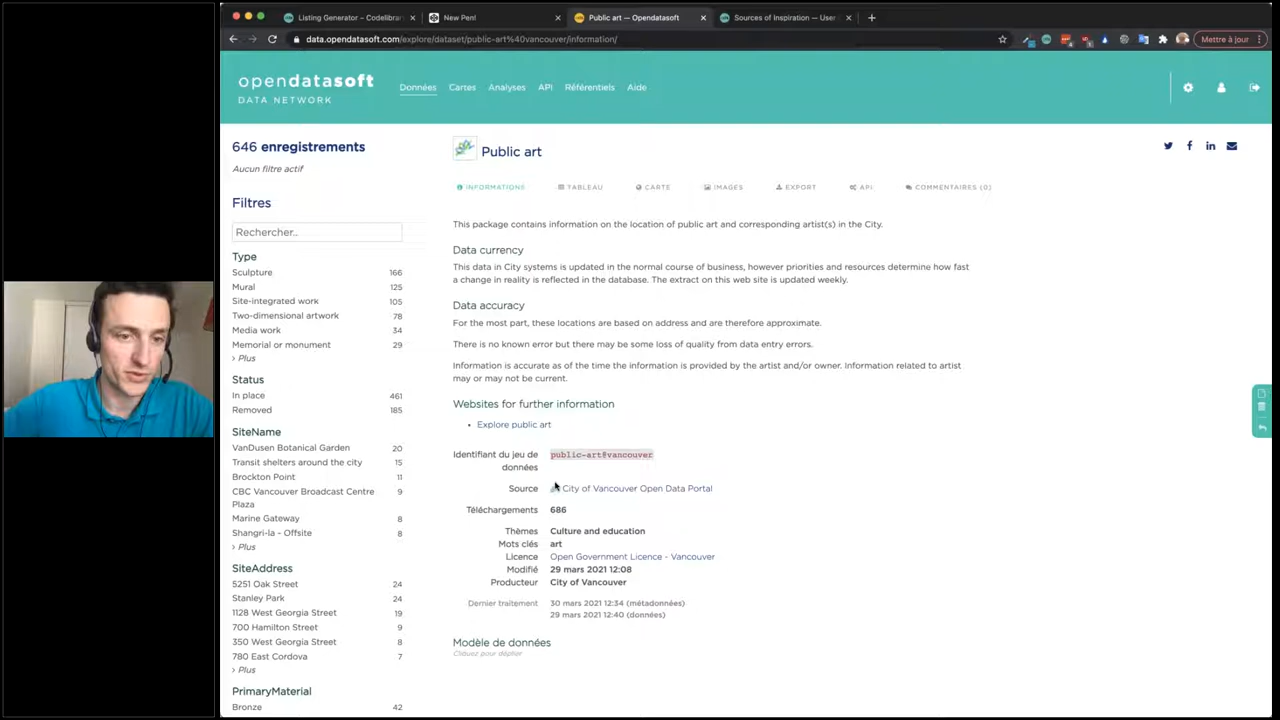 Listing Generator – Codelibrar
New Pen!
Public art — Opendatasoft
Sources of Inspiration — User
data.opendatasoft.com/explore/dataset/public-art%40vancouver/information/
Mettre à jour
opendatasoft
DATA NETWORK
Données
Cartes
Analyses
API
Référentiels
Aide
646 enregistrements
Aucun filtre actif
Filtres
Rechercher..
Type
Sculpture 166
Mural 125
Site-integrated work 105
Two-dimensional artwork 78
Media work 34
Memorial or monument 29
> Plus
Status
In place 461
Removed 185
SiteName
VanDusen Botanical Garden 20
Transit shelters around the city 15
Brockton Point 11
CBC Vancouver Broadcast Centre 9
Plaza
Marine Gateway 8
Shangri-la - Offsite 8
> Plus
SiteAddress
5251 Oak Street 24
Stanley Park 24
1128 West Georgia Street 19
700 Hamilton Street 9
350 West Georgia Street 8
780 East Cordova 7
> Plus
PrimaryMaterial
Bronze 42
Public art
INFORMATIONS
TABLEAU
CARTE
IMAGES
EXPORT
API
COMMENTAIRES (0)
This package contains information on the location of public art and corresponding artist(s) in the City.
Data currency
This data in City systems is updated in the normal course of business, however priorities and resources determine how fast
a change in reality is reflected in the database. The extract on this web site is updated weekly.
Data accuracy
For the most part, these locations are based on address and are therefore approximate.
There is no known error but there may be some loss of quality from data entry errors.
Information is accurate as of the time the information is provided by the artist and/or owner. Information related to artist
may or may not be current.
Websites for further information
• Explore public art
Identifiant du jeu de public-art@vancouver
données
Source City of Vancouver Open Data Portal
Téléchargements 686
Thèmes Culture and education
Mots clés art
Licence Open Government Licence - Vancouver
Modifié 29 mars 2021 12:08
Producteur City of Vancouver
Dernier traitement 30 mars 2021 12:34 (métadonnées)
29 mars 2021 12:40 (données)
Modèle de données
Cliquez pour déplier